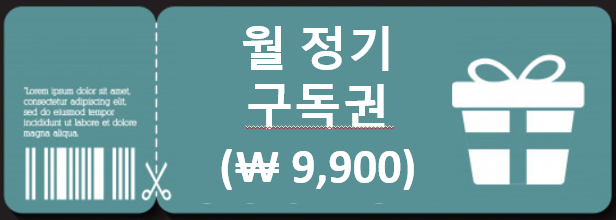 "Lorem ipsum dolor sit amet,
consectetur adipiscing elit,
sed do eiusmod tempor
incididunt ut labore et dolore
magna aliqua.
월 정기
구독권
(₩ 9,900)